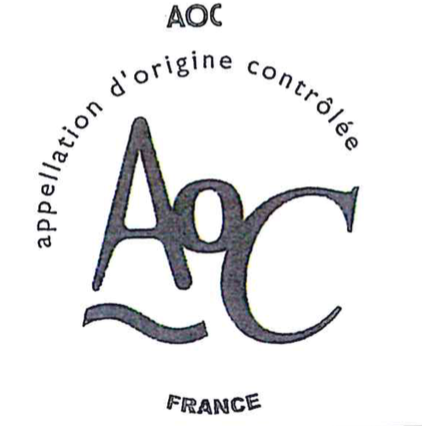 AOC
appellation d'origine contrôlée
AOC
FRANCE